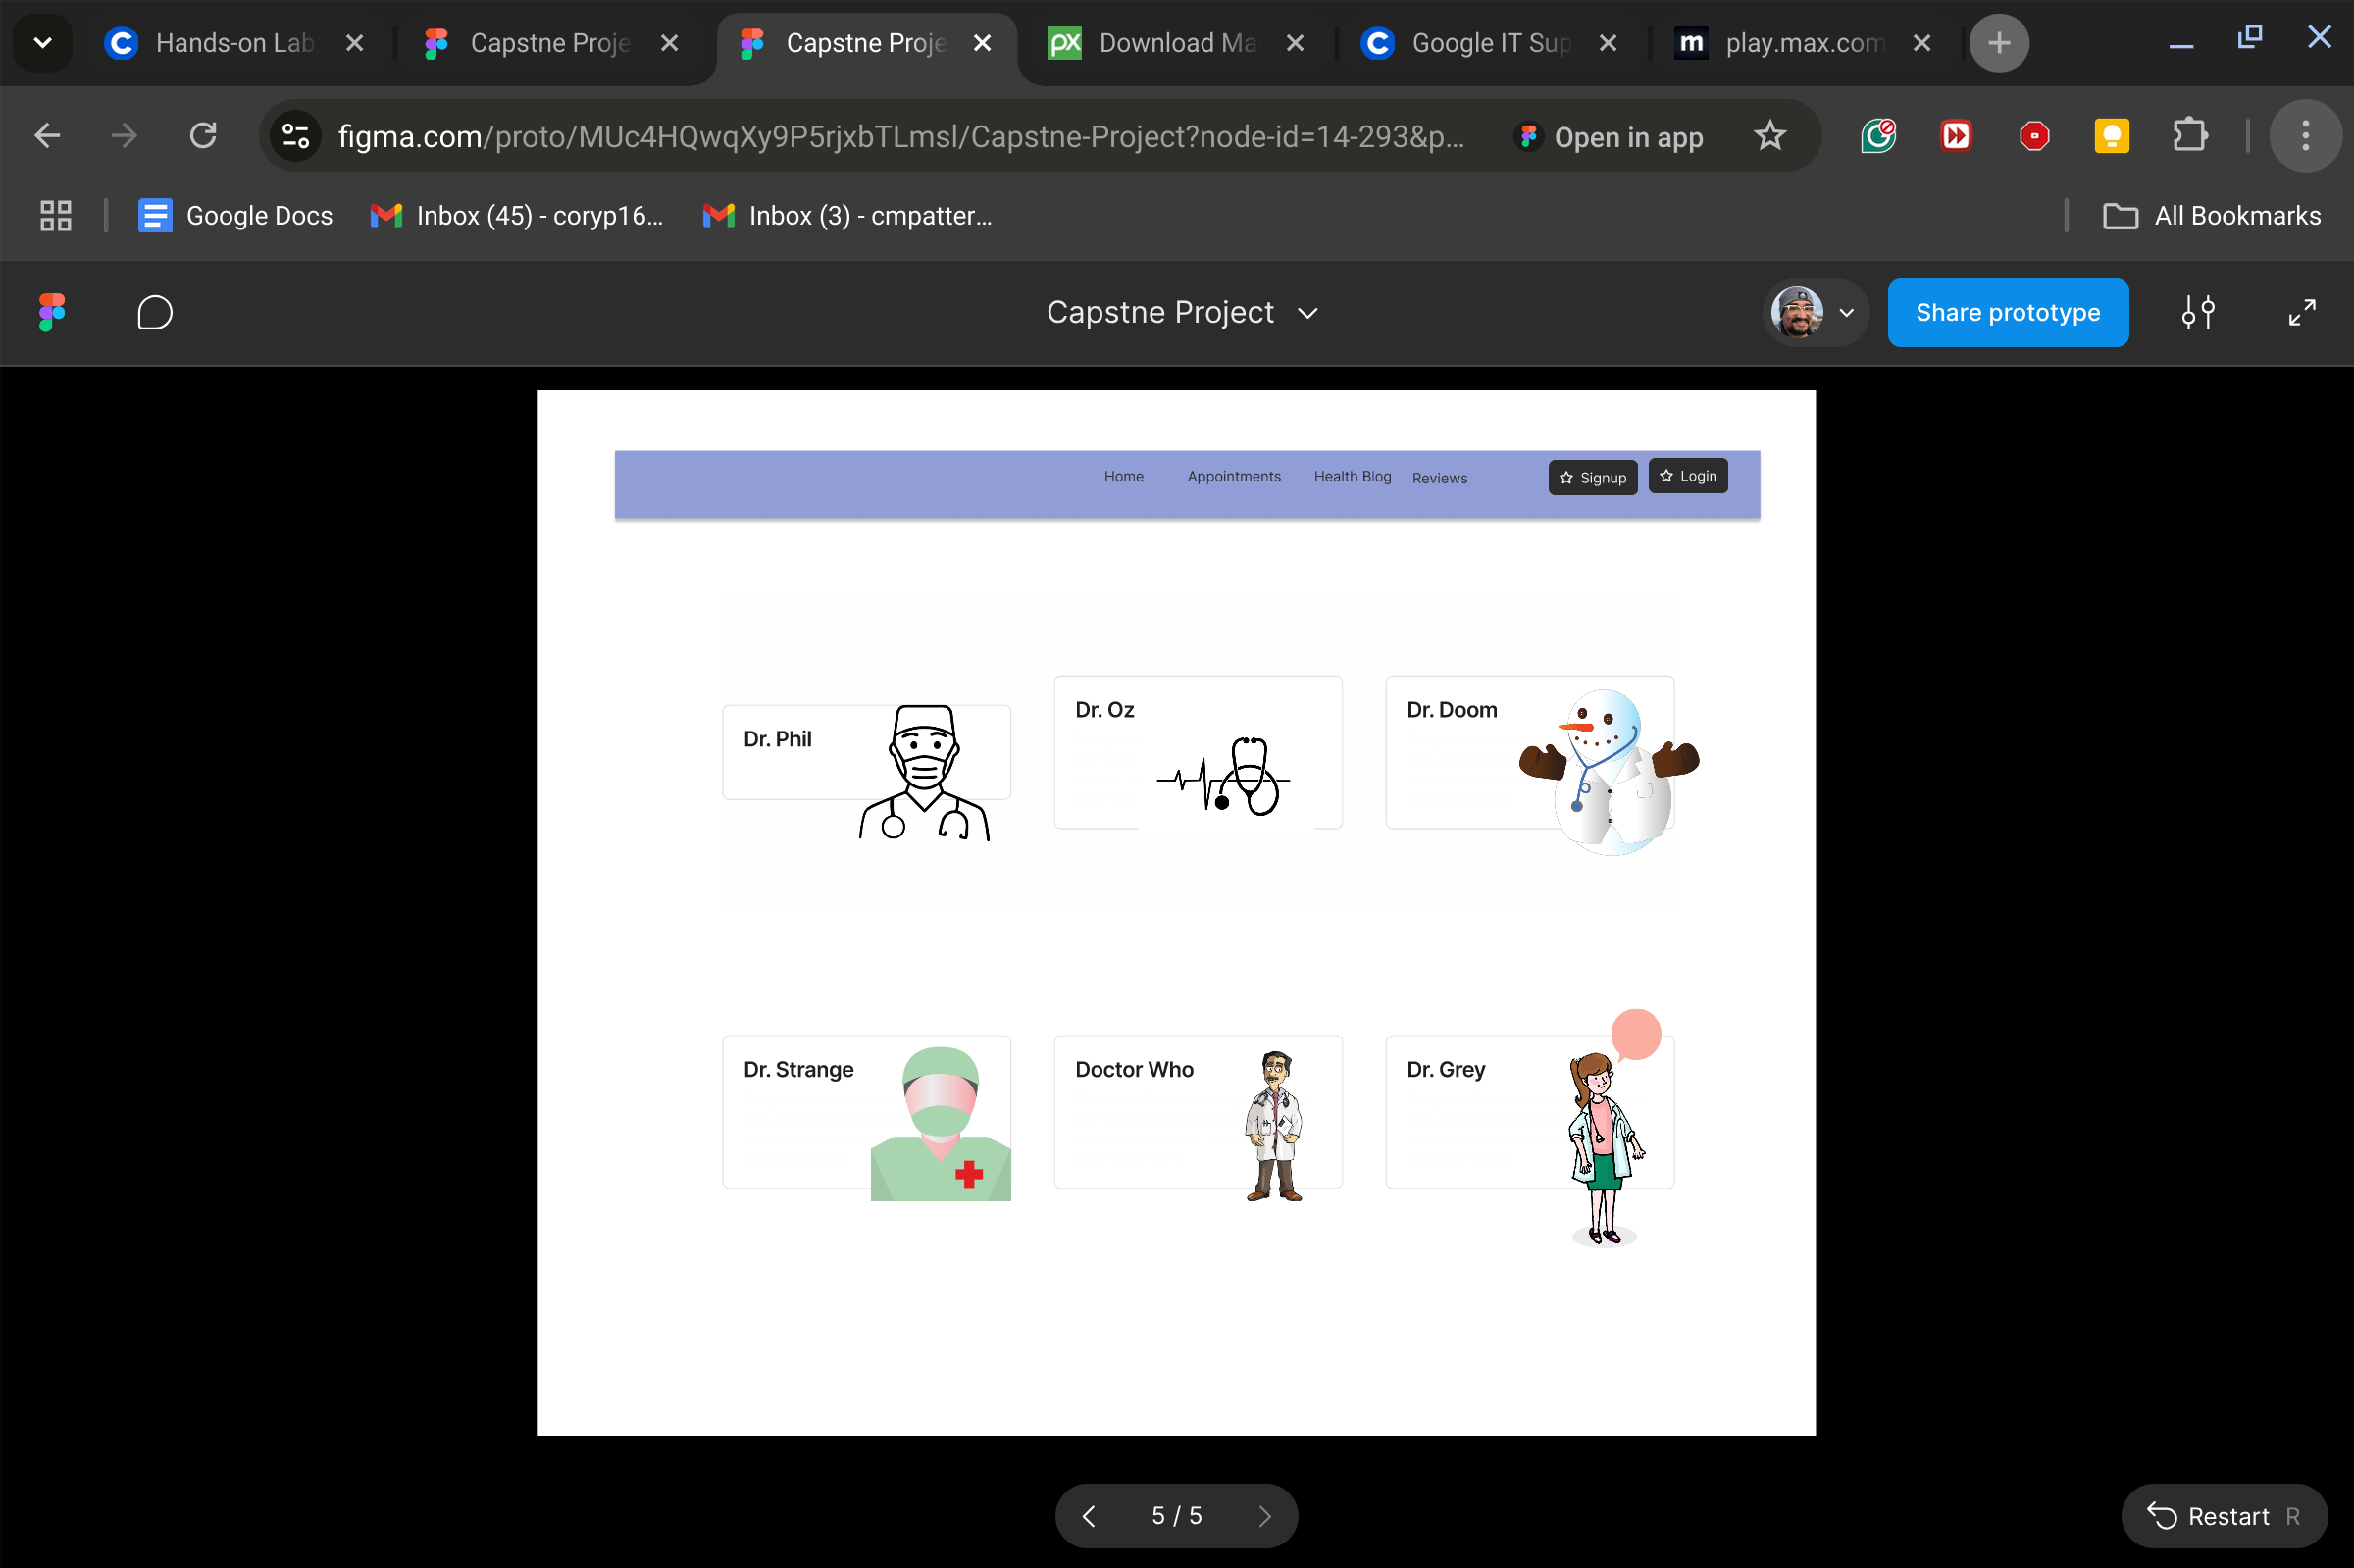 Hands-on Lab
Capstne Proje
Capstne Proje
Download Ma
Google IT Sup
play.max.com
figma.com/proto/MUc4HQwqXy9P5rjxbTLmsl/Capstne-Project?node-id=14-293&p...
Open in app
Google Docs
Inbox (45) - coryp16...
Inbox (3) - cmpatter...
All Bookmarks
Capstne Project
Share prototype
Home
Appointments
Health Blog
Reviews
Signup
Login
Dr. Phil
Dr. Oz
Dr. Doom
Dr. Strange
Doctor Who
Dr. Grey
5 / 5
Restart R